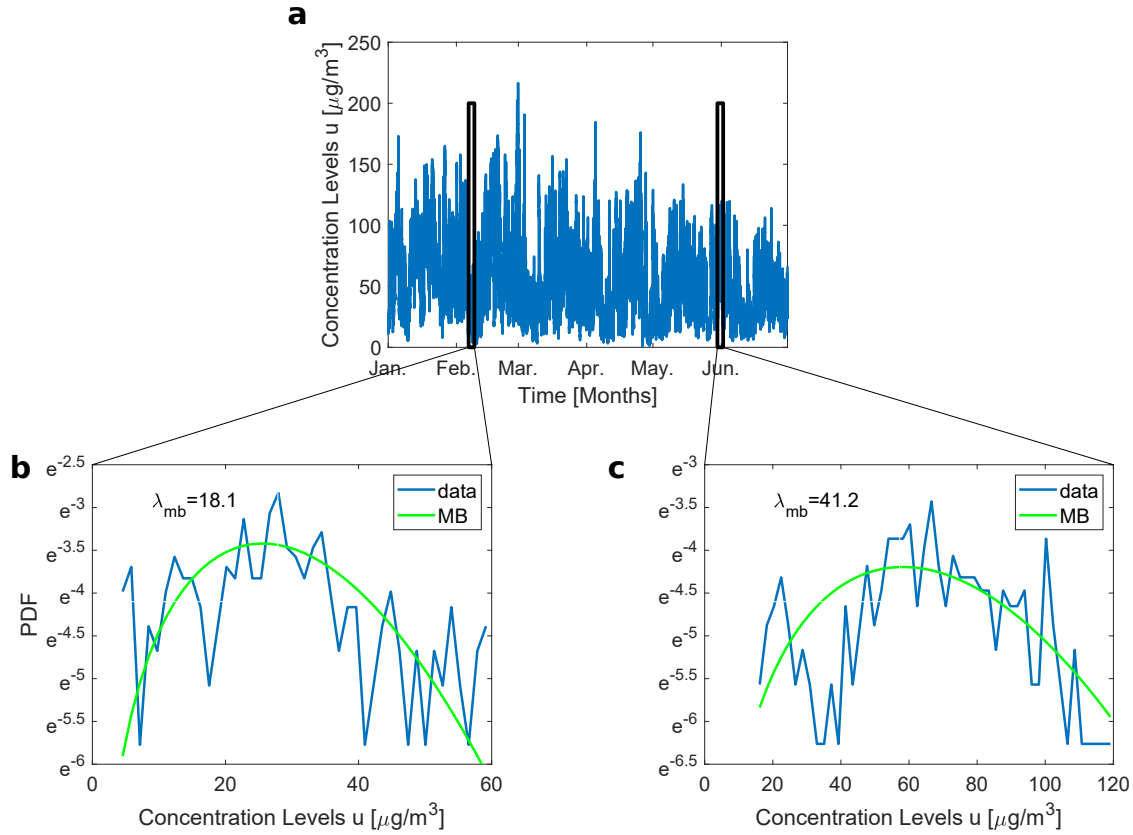 a
Concentration Levels u [μg/m³]
250
200
150
100
50
0
Jan.
Feb.
Mar.
Apr.
May.
Jun.
Time [Months]
b
PDF
e^-2.5
e^-3
e^-3.5
e^-4
e^-4.5
e^-5
e^-5.5
e^-6
λmb=18.1
data
MB
0
20
40
60
Concentration Levels u [μg/m³]
c
e^-3
e^-3.5
e^-4
e^-4.5
e^-5
e^-5.5
e^-6
e^-6.5
λmb=41.2
data
MB
0
20
40
60
80
100
120
Concentration Levels u [μg/m³]